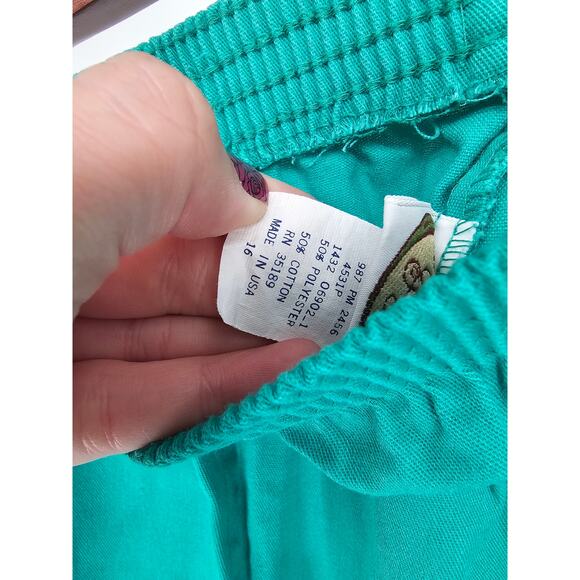 987 PM 2456
4531P
1432 06902-1
50% POLYESTER
50% COTTON
RN 35189
MADE IN USA
16